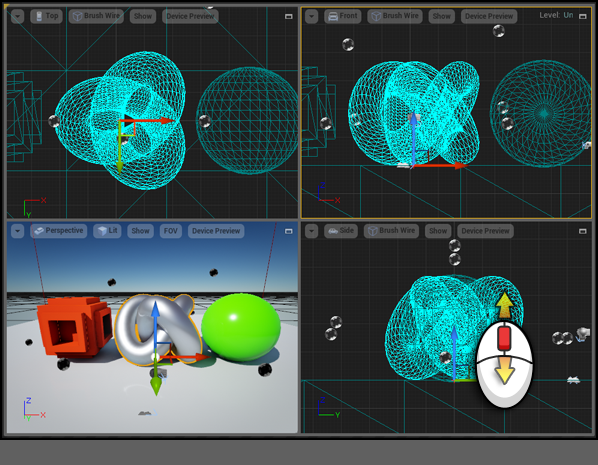 Top Brush Wire Show Device Preview
Front Brush Wire Show Device Preview Level: Un
X
Y
X
Perspective Lit Show FOV Device Preview
Side Brush Wire Show Device Preview
Z
X
Y